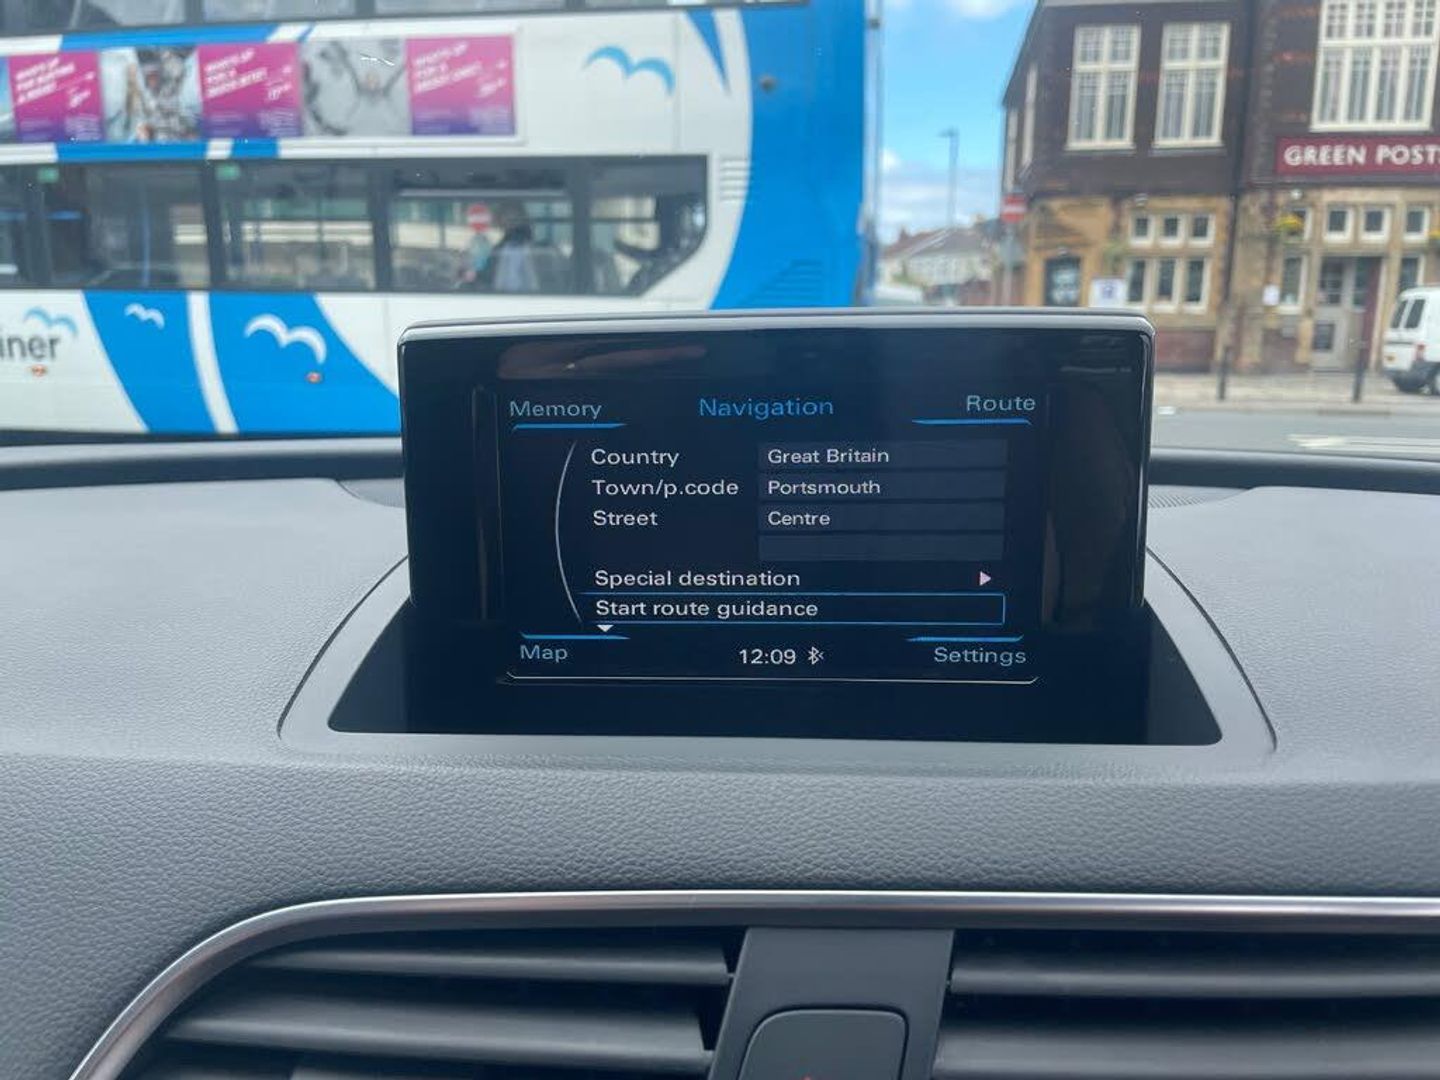 GREEN POSTS
iner
Memory
Navigation
Route
Country
Great Britain
Town/p.code
Portsmouth
Street
Centre
Special destination
Start route guidance
Map
12:09
Settings